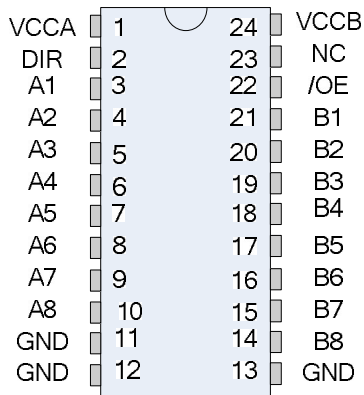 VCCA 1 24 VCCB
DIR 2 23 NC
A1 3 22 /OE
A2 4 21 B1
A3 5 20 B2
A4 6 19 B3
A5 7 18 B4
A6 8 17 B5
A7 9 16 B6
A8 10 15 B7
GND 11 14 B8
GND 12 13 GND